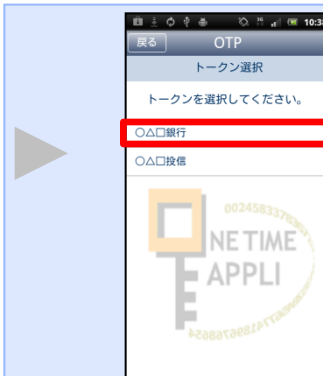 10:38
戻る OTP
トークン選択
トークンを選択してください。
○△□銀行
○△□投信
NE TIME
APPLI